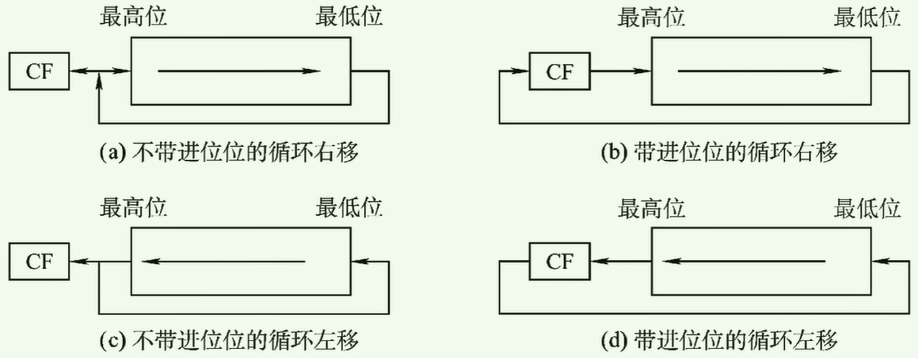 最高位 最低位 最高位 最低位
CF CF
(a) 不带进位位的循环右移 (b) 带进位位的循环右移
最高位 最低位 最高位 最低位
CF CF
(c) 不带进位位的循环左移 (d) 带进位位的循环左移